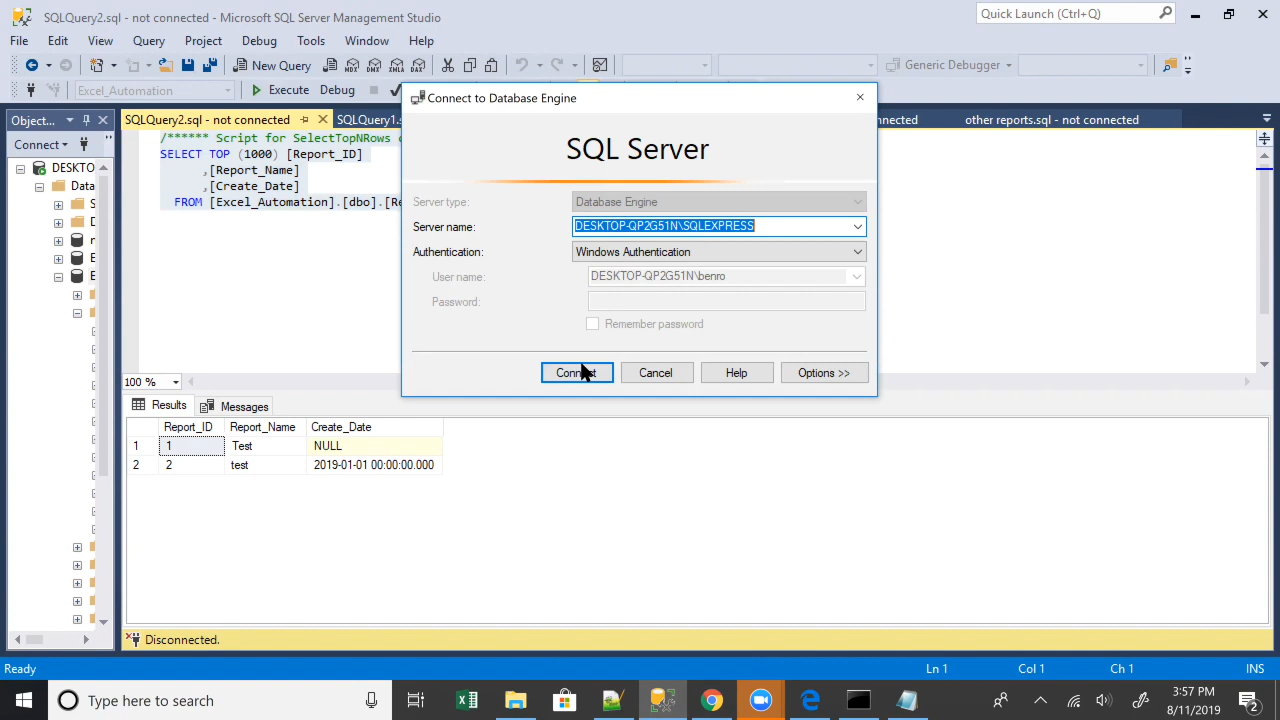 SQLQuery2.sql - not connected - Microsoft SQL Server Management Studio
Quick Launch (Ctrl+Q)
File Edit View Query Project Debug Tools Window Help
New Query
Generic Debugger
Excel_Automation
Execute Debug
Object...
SQLQuery2.sql - not connected
SQLQuery1.s
nnected
other reports.sql - not connected
Connect
DESKTO
Data
/****** Script for SelectTopNRows
SELECT TOP (1000) [Report_ID]
,[Report_Name]
,[Create_Date]
FROM [Excel_Automation].[dbo].[Re
Connect to Database Engine
SQL Server
Server type: Database Engine
Server name: DESKTOP-QP2G51N\SQLEXPRESS
Authentication: Windows Authentication
User name: DESKTOP-QP2G51N\benro
Password:
Remember password
Connect Cancel Help Options >>
100 %
Results Messages
Report_ID Report_Name Create_Date
1 1 Test NULL
2 2 test 2019-01-01 00:00:00.000
Disconnected.
Ready Ln 1 Col 1 Ch 1 INS
Type here to search
3:57 PM
8/11/2019
2